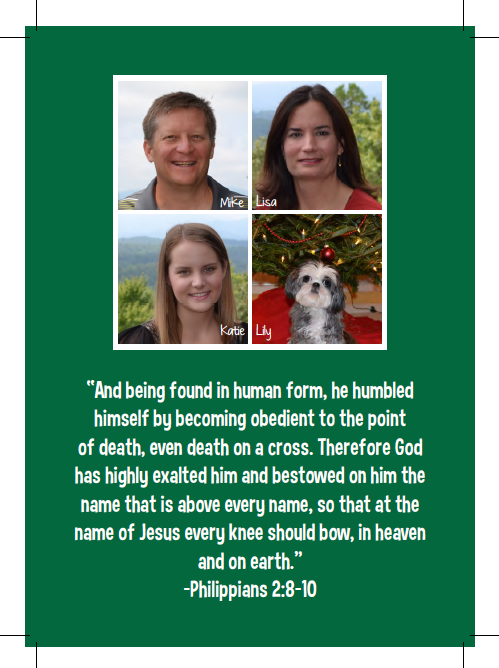 Mike
Lisa
Katie
Lily
“And being found in human form, he humbled
himself by becoming obedient to the point
of death, even death on a cross. Therefore God
has highly exalted him and bestowed on him the
name that is above every name, so that at the
name of Jesus every knee should bow, in heaven
and on earth.”
-Philippians 2:8-10